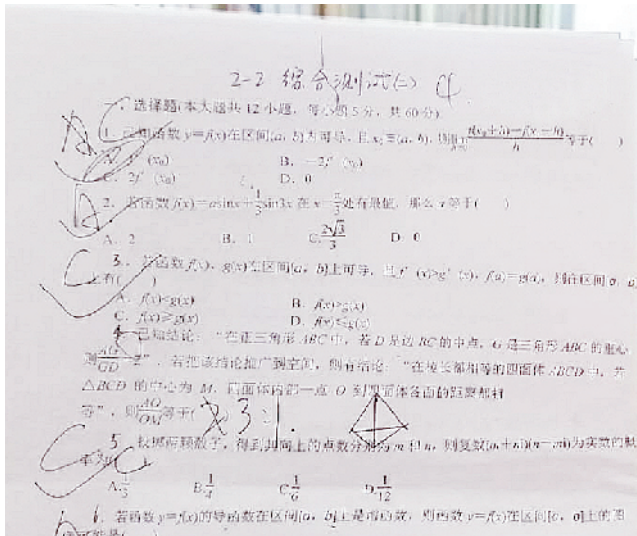 2-2 综合测试(二)
一、选择题(本大题共12小题，每小题5分，共60分)
1. 已知函数 y=f(x)在区间(a，b)内可导，且x₀∈(a，b)，则 f(x₀+h)-f(x₀-h)/h 等于( )
(x₀) B. -2f′(x₀)
C. 2f′(x₀) D. 0
2. 若函数f(x)=asinx+1/3sin3x在x=π/3处有最值，那么a等于( )
A. 2 B. 1 C. 2√3/3 D. 0
3. 若函数f(x)，g(x)在区间[a，b]上可导，且f′(x)>g′(x)，f(a)=g(a)，则在区间
上有( )
A. f(x)<g(x) B. f(x)>g(x)
C. f(x)≥g(x) D. f(x)≤g(x)
4. 已知结论：“在正三角形ABC中，若D是边BC的中点，G是三角形ABC的重心
则AG/GD=2”. 若把该结论推广到空间，则有结论：“在棱长都相等的四面体ABCD中，若
△BCD的中心为M，四面体内部一点O到四面体各面的距离都相
等”，则AO/OM等于( ) 3
5. 投掷两颗骰子，得到其向上的点数分别为m和n，则复数(m+ni)(n-mi)为实数的概
率为( )
A. 1/3 B. 1/4 C. 1/6 D. 1/12
6. 若函数y=f(x)的导函数在区间[a，b]上是增函数，则函数y=f(x)在区间[a，b]上的图